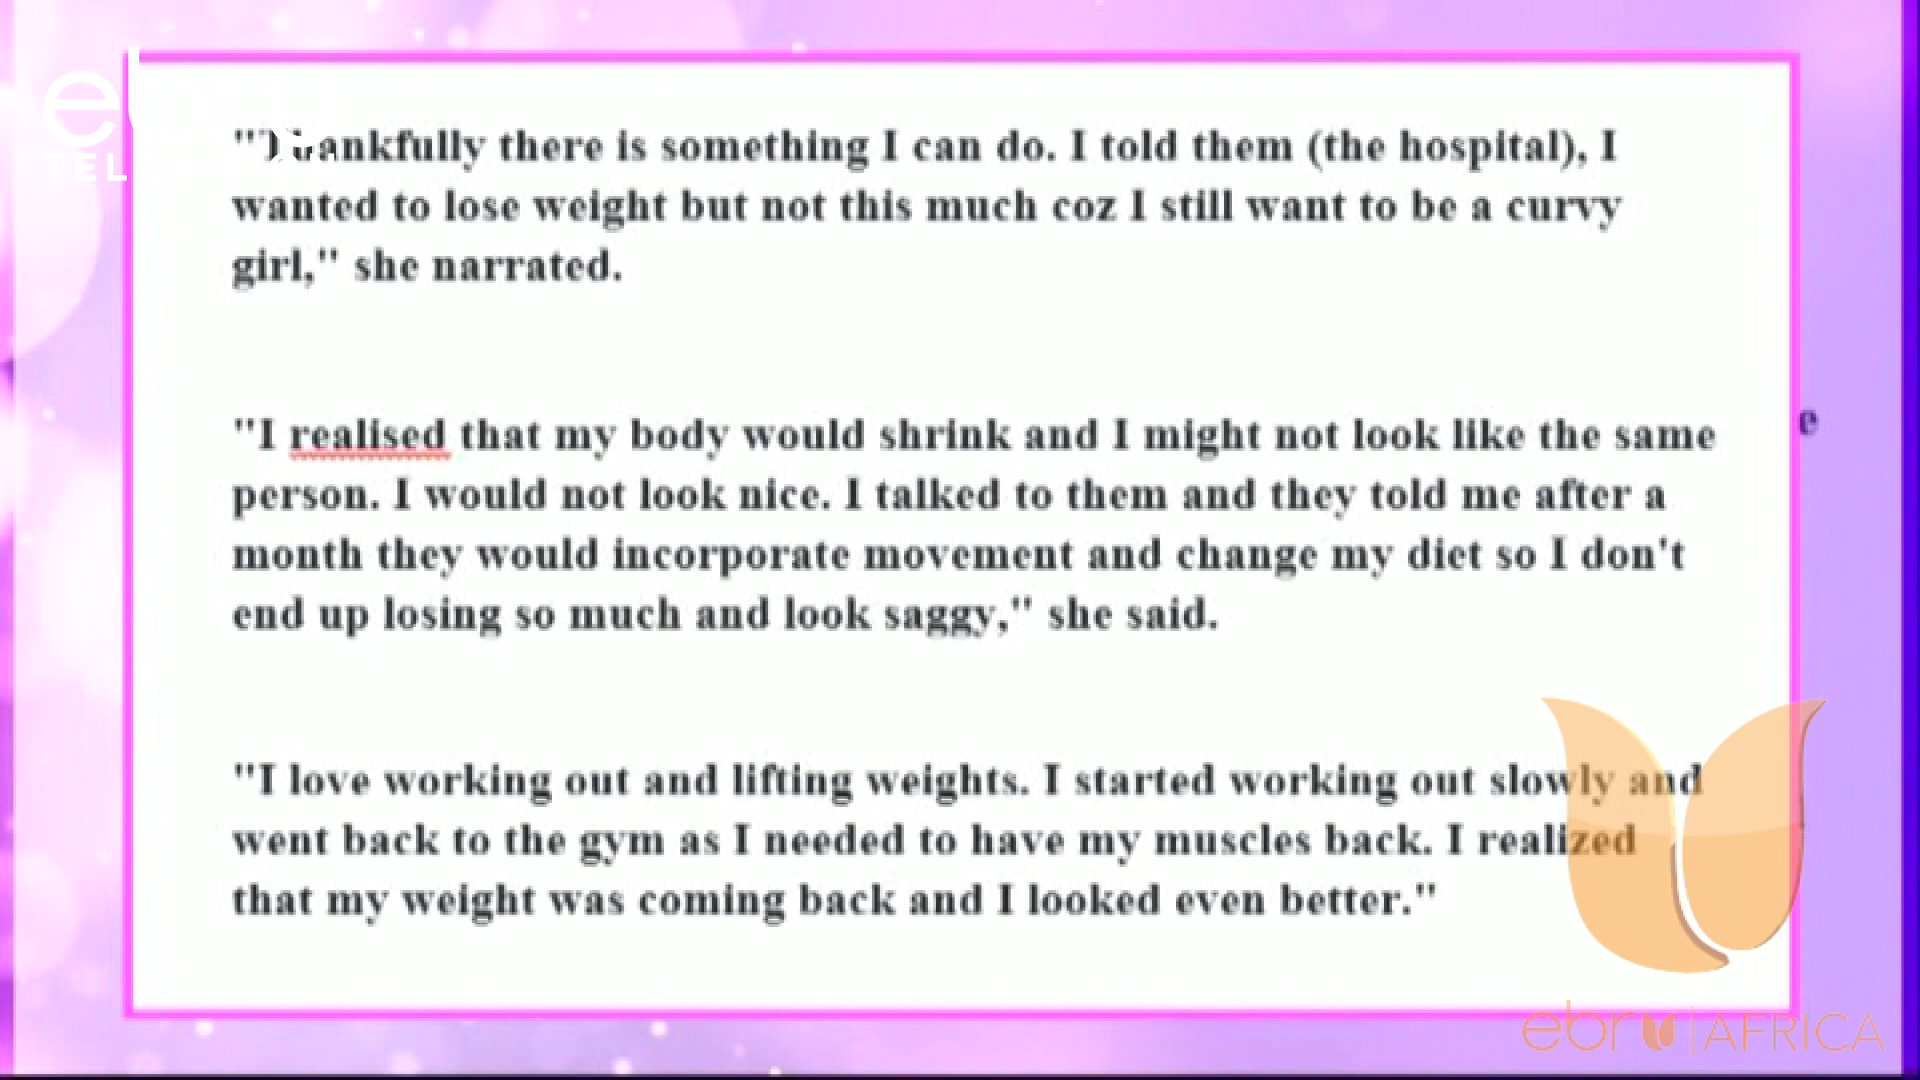 ebru
TEL
"Thankfully there is something I can do. I told them (the hospital), I
wanted to lose weight but not this much coz I still want to be a curvy
girl," she narrated.
"I realised that my body would shrink and I might not look like the same
e
person. I would not look nice. I talked to them and they told me after a
month they would incorporate movement and change my diet so I don't
end up losing so much and look saggy," she said.
"I love working out and lifting weights. I started working out slowly and
went back to the gym as I needed to have my muscles back. I realized
that my weight was coming back and I looked even better."
ebru|AFRICA